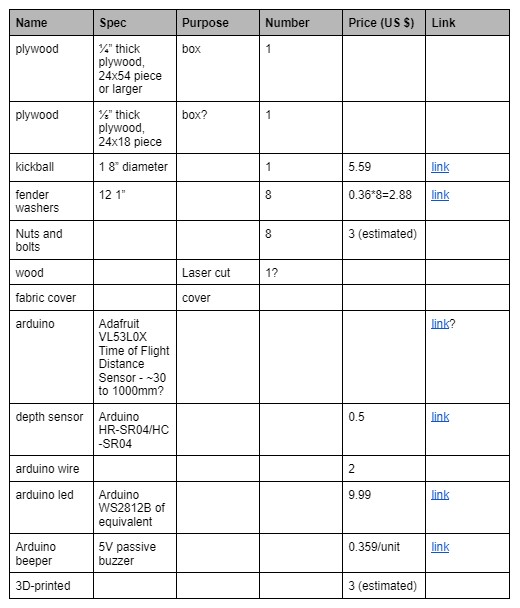 Name Spec Purpose Number Price (US $) Link
plywood ¼” thick box 1
plywood,
24x54 piece
or larger
plywood ⅛” thick box? 1
plywood,
24x18 piece
kickball 1 8” diameter 1 5.59 link
fender 12 1” 8 0.36*8=2.88 link
washers
Nuts and 8 3 (estimated)
bolts
wood Laser cut 1?
fabric cover cover
arduino Adafruit link?
VL53L0X
Time of Flight
Distance
Sensor - ~30
to 1000mm?
depth sensor Arduino 0.5 link
HR-SR04/HC
-SR04
arduino wire 2
arduino led Arduino 9.99 link
WS2812B of
equivalent
Arduino 5V passive 0.359/unit link
beeper buzzer
3D-printed 3 (estimated)